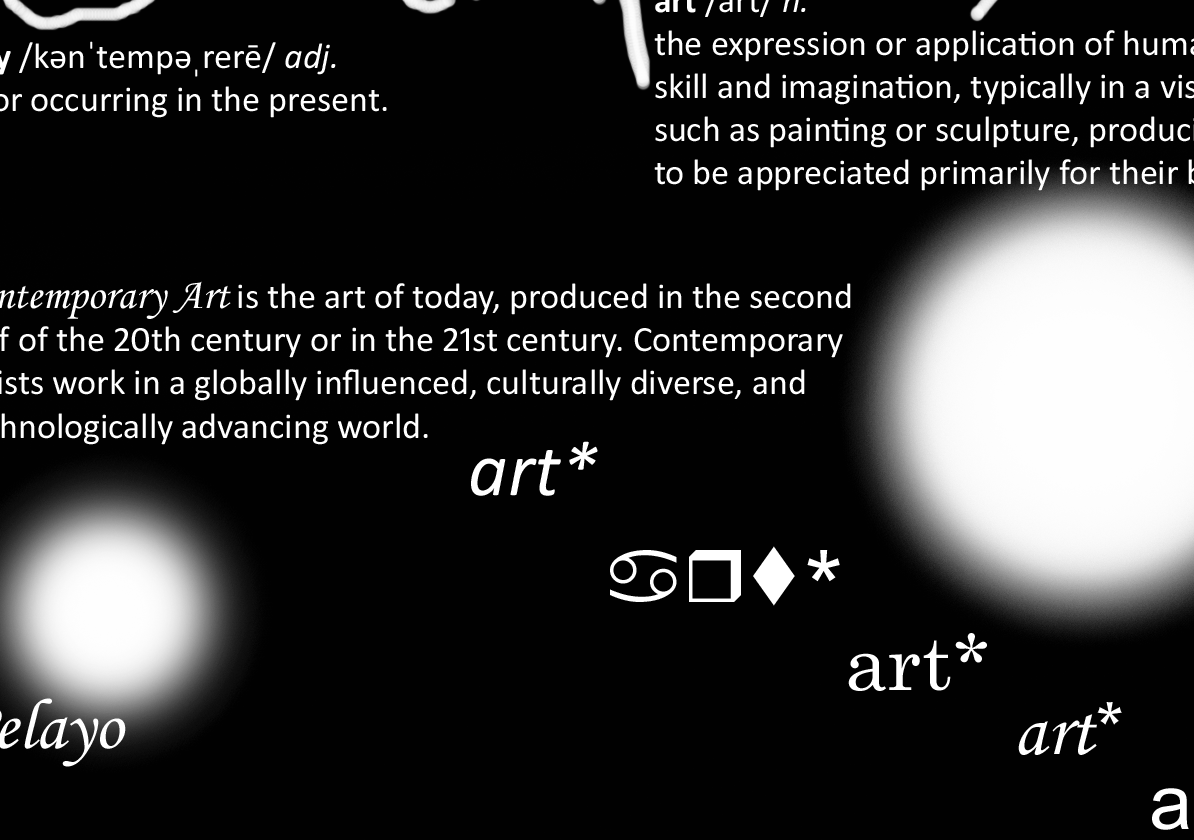 art /ärt/ n.
y /kənˈtempəˌrerē/ adj.
the expression or application of huma
or occurring in the present.
skill and imagination, typically in a vis
such as painting or sculpture, produci
to be appreciated primarily for their b
ntemporary Art is the art of today, produced in the second
f of the 20th century or in the 21st century. Contemporary
ists work in a globally influenced, culturally diverse, and
hnologically advancing world.
art*
♋❒⬧*
art*
elayo
art*
a